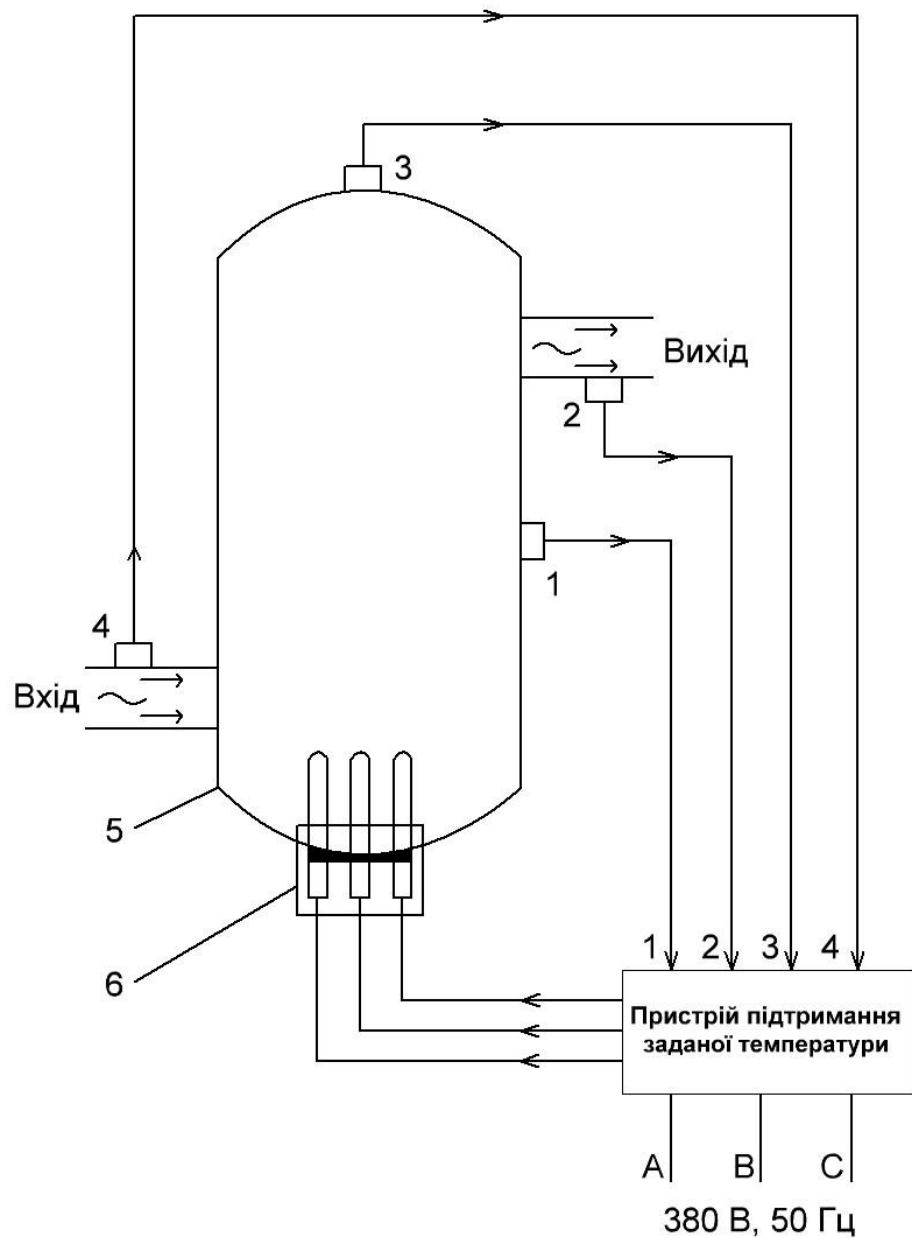 3
Вихід
2
1
4
Вхід
5
6
1 2 3 4
Пристрій підтримання
заданої температури
A B C
380 В, 50 Гц